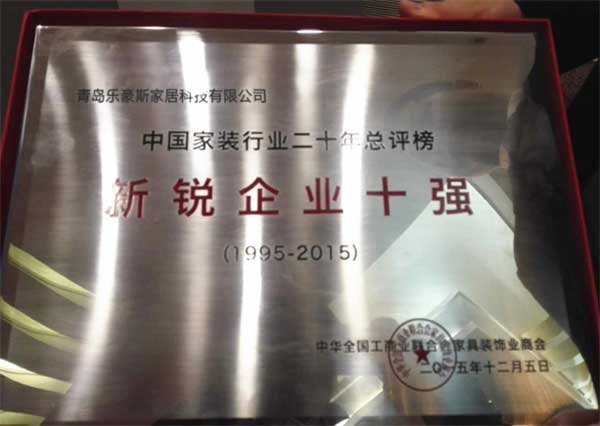 青岛乐豪斯家居科技有限公司
中国家装行业二十年总评榜
新锐企业十强
(1995-2015)
中华全国工商业联合会家具装饰业商会
二〇一五年十二月五日